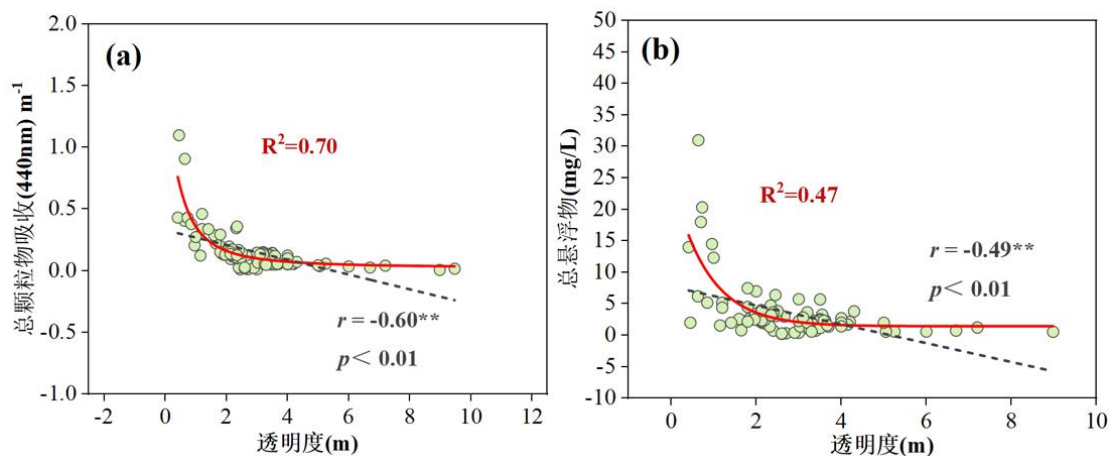 (a)
总颗粒物吸收(440nm) m⁻¹
2.0
1.5
1.0
0.5
0.0
-0.5
-1.0
R²=0.70
r = -0.60**
p＜ 0.01
-2 0 2 4 6 8 10 12
透明度(m)
(b)
总悬浮物(mg/L)
50
45
40
35
30
25
20
15
10
5
0
-5
-10
R²=0.47
r = -0.49**
p＜ 0.01
0 2 4 6 8 10
透明度(m)